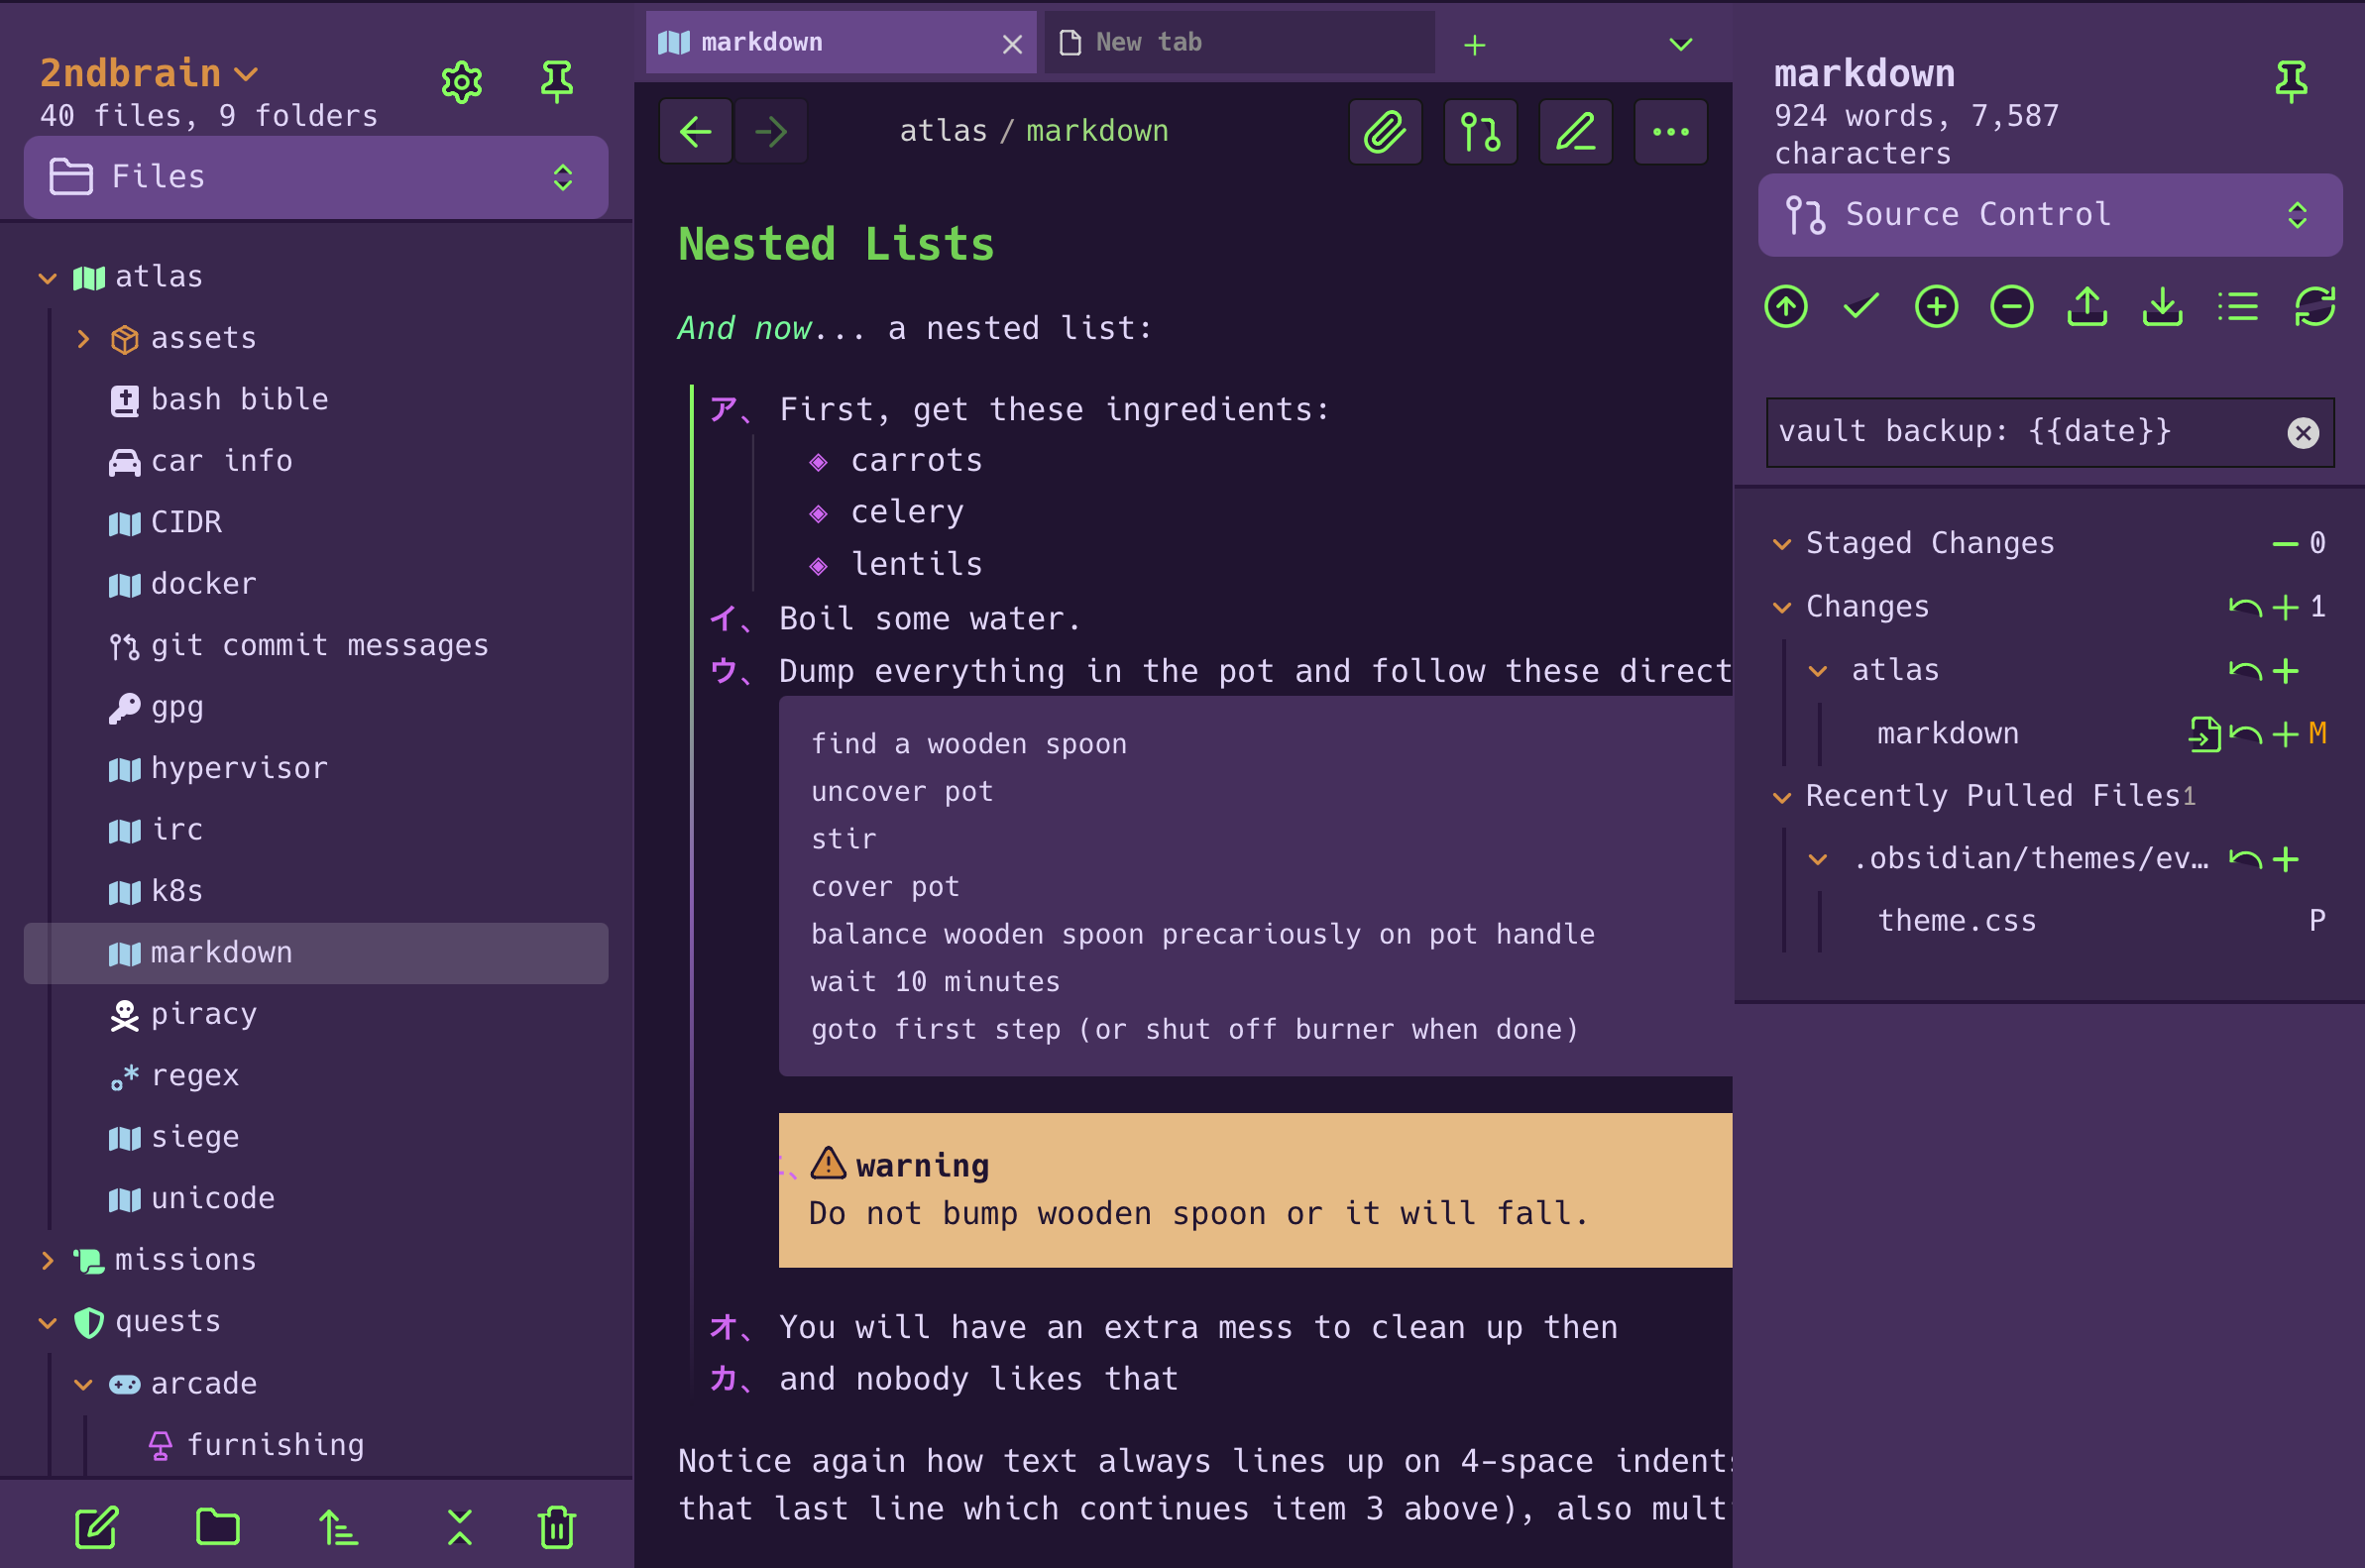 2ndbrain
40 files, 9 folders
Files
atlas
assets
bash bible
car info
CIDR
docker
git commit messages
gpg
hypervisor
irc
k8s
markdown
piracy
regex
siege
unicode
missions
quests
arcade
furnishing
markdown
New tab
atlas / markdown
Nested Lists
And now... a nested list:
ア、 First, get these ingredients:
◈ carrots
◈ celery
◈ lentils
イ、 Boil some water.
ウ、 Dump everything in the pot and follow these direct
find a wooden spoon
uncover pot
stir
cover pot
balance wooden spoon precariously on pot handle
wait 10 minutes
goto first step (or shut off burner when done)
warning
Do not bump wooden spoon or it will fall.
オ、 You will have an extra mess to clean up then
カ、 and nobody likes that
Notice again how text always lines up on 4-space indents
that last line which continues item 3 above), also mult
markdown
924 words, 7,587
characters
Source Control
vault backup: {{date}}
Staged Changes 0
Changes 1
atlas
markdown M
Recently Pulled Files 1
.obsidian/themes/ev…
theme.css P